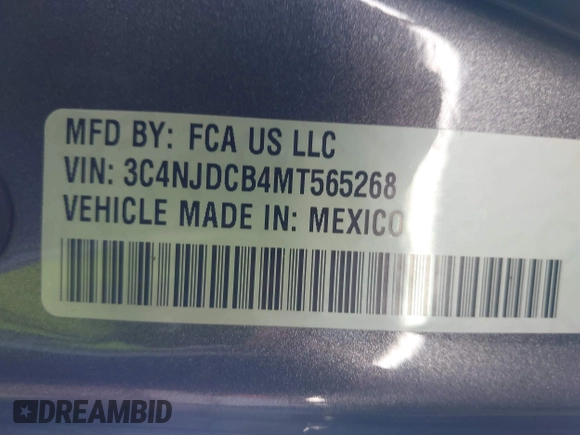 MFD BY: FCA US LLC
VIN: 3C4NJDCB4MT565268
VEHICLE MADE IN: MEXICO
DREAMBID